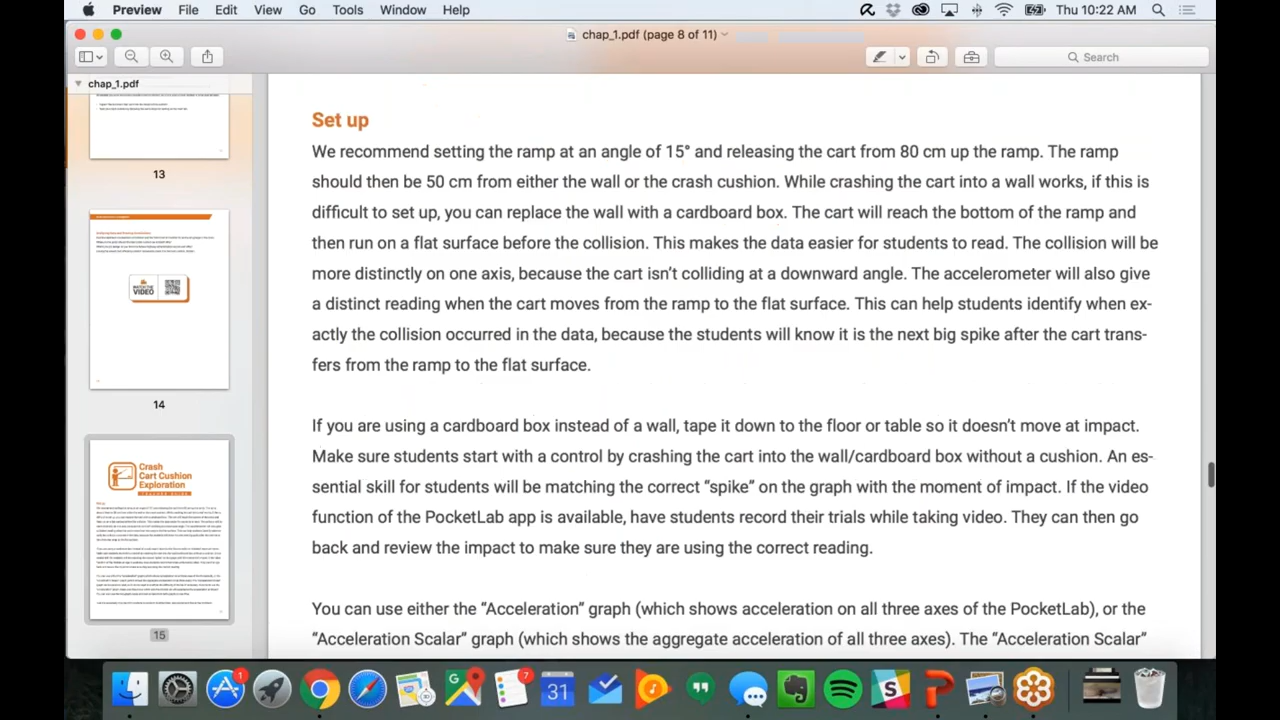 Preview File Edit View Go Tools Window Help Thu 10:22 AM
chap_1.pdf (page 8 of 11)
Search
chap_1.pdf
13
WATCH THE
VIDEO
14
Crash
Cart Cushion
Exploration
TEACHER GUIDE
15
Set up
We recommend setting the ramp at an angle of 15° and releasing the cart from 80 cm up the ramp. The ramp
should then be 50 cm from either the wall or the crash cushion. While crashing the cart into a wall works, if this is
difficult to set up, you can replace the wall with a cardboard box. The cart will reach the bottom of the ramp and
then run on a flat surface before the collision. This makes the data easier for students to read. The collision will be
more distinctly on one axis, because the cart isn't colliding at a downward angle. The accelerometer will also give
a distinct reading when the cart moves from the ramp to the flat surface. This can help students identify when ex-
actly the collision occurred in the data, because the students will know it is the next big spike after the cart trans-
fers from the ramp to the flat surface.
If you are using a cardboard box instead of a wall, tape it down to the floor or table so it doesn't move at impact.
Make sure students start with a control by crashing the cart into the wall/cardboard box without a cushion. An es-
sential skill for students will be matching the correct “spike” on the graph with the moment of impact. If the video
function of the PocketLab app is available, have students record their data while taking video. They can then go
back and review the impact to make sure they are using the correct reading.
You can use either the “Acceleration” graph (which shows acceleration on all three axes of the PocketLab), or the
“Acceleration Scalar” graph (which shows the aggregate acceleration of all three axes). The “Acceleration Scalar”
1
7
31